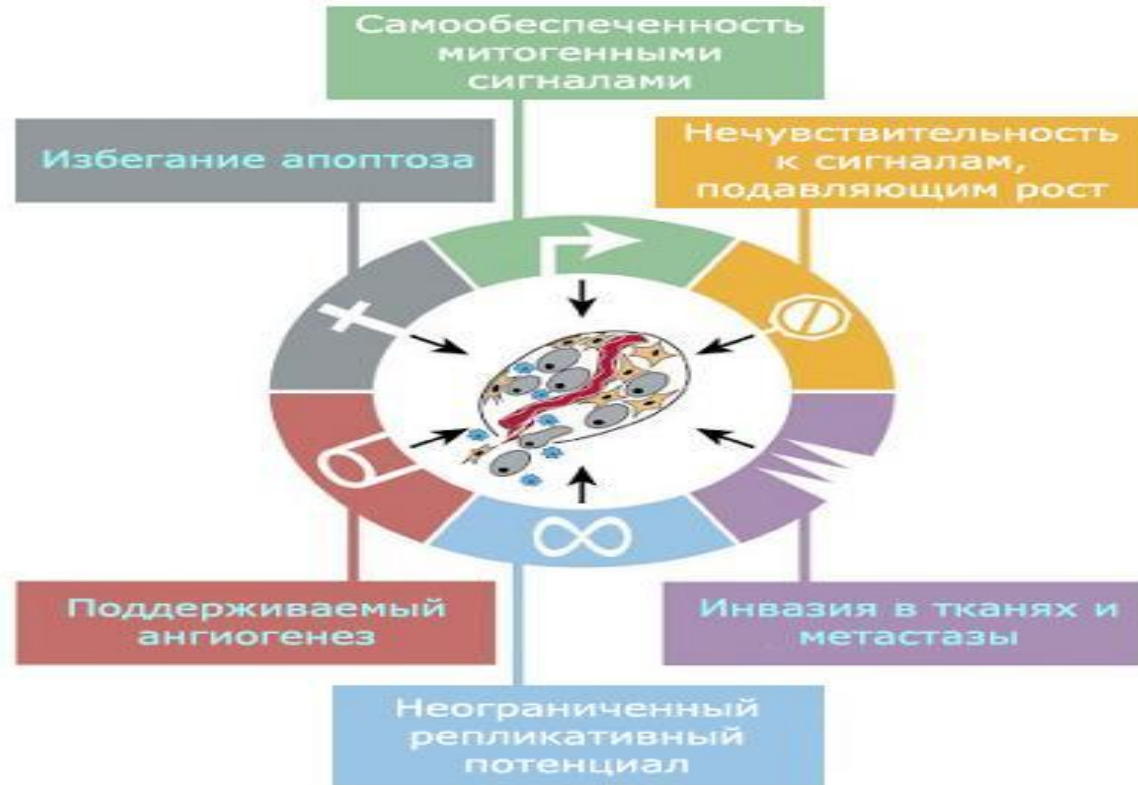 Самообеспеченность
митогенными
сигналами
Избегание апоптоза
Нечувствительность
к сигналам,
подавляющим рост
Поддерживаемый
ангиогенез
Инвазия в тканях и
метастазы
Неограниченный
репликативный
потенциал